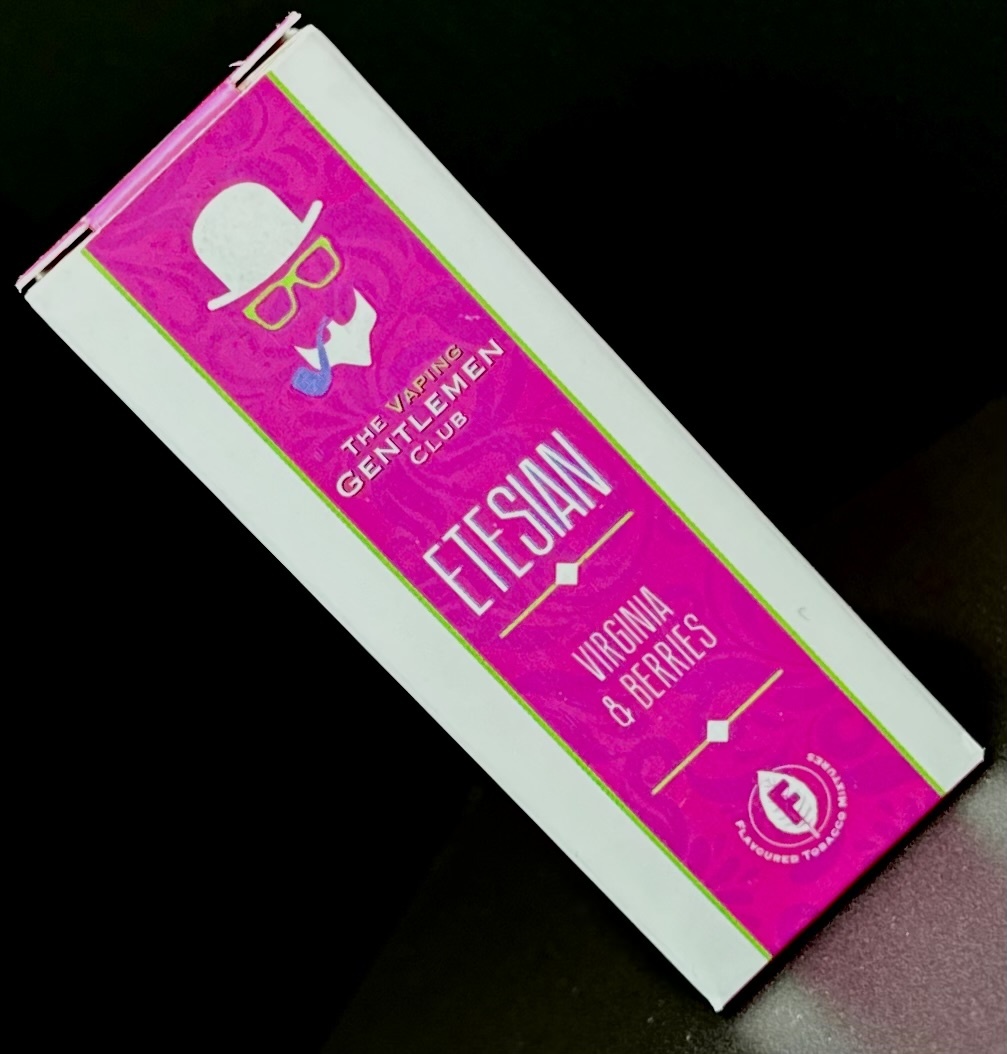 THE VAPING
GENTLEMEN
CLUB
ETESIAN
VIRGINIA
& BERRIES
F
FLAVOURED TOBACCO MIXTURES